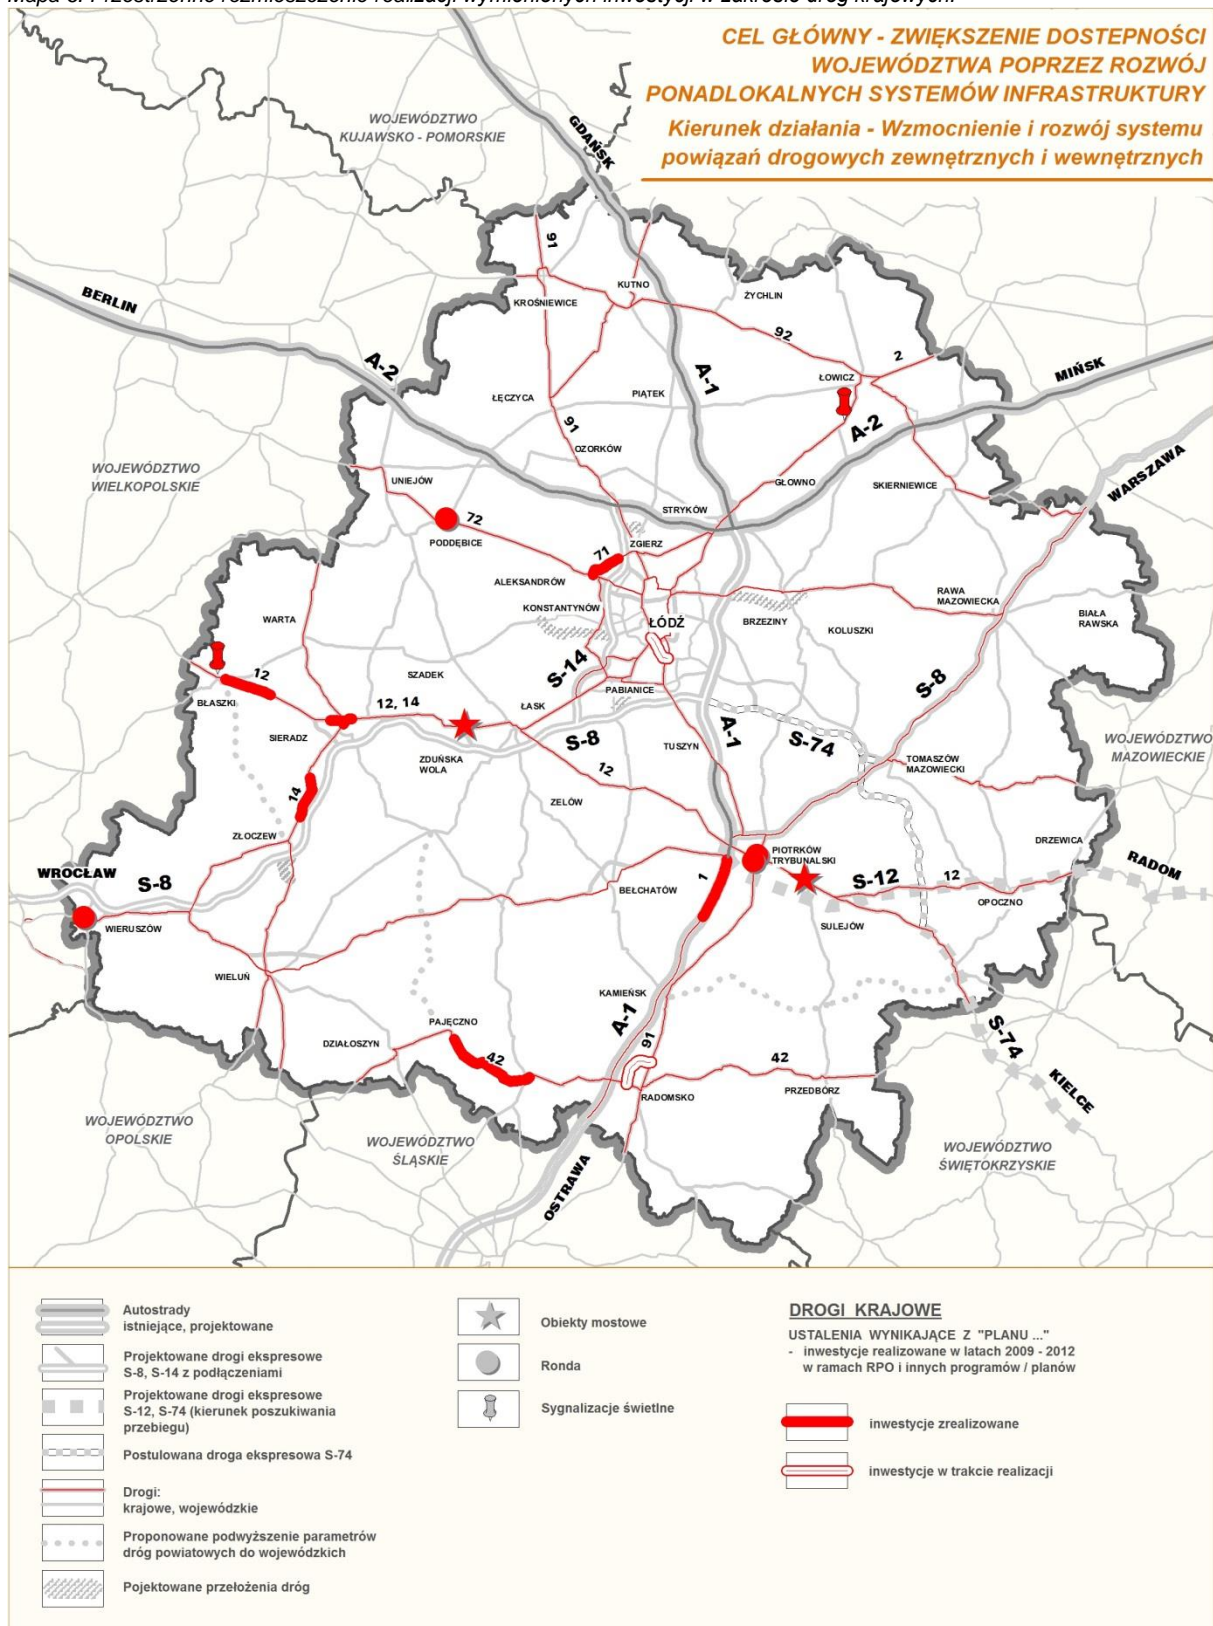 CEL GŁÓWNY - ZWIĘKSZENIE DOSTEPNOŚCI
WOJEWÓDZTWA POPRZEZ ROZWÓJ
PONADLOKALNYCH SYSTEMÓW INFRASTRUKTURY
Kierunek działania - Wzmocnienie i rozwój systemu
powiązań drogowych zewnętrznych i wewnętrznych
WOJEWÓDZTWO
KUJAWSKO - POMORSKIE
GDAŃSK
91
KUTNO
KROŚNIEWICE
ŻYCHLIN
BERLIN
92
2
A-2
A-1
ŁOWICZ
MIŃSK
ŁĘCZYCA
PIĄTEK
91
A-2
OZORKÓW
WOJEWÓDZTWO
WIELKOPOLSKIE
UNIEJÓW
GŁOWNO
SKIERNIEWICE
WARSZAWA
STRYKÓW
72
PODDĘBICE
ZGIERZ
71
ALEKSANDRÓW
KONSTANTYNÓW
RAWA
MAZOWIECKA
BIAŁA
RAWSKA
WARTA
ŁÓDŹ
BRZEZINY
KOLUSZKI
12
SZADEK
S-14
S-8
BŁASZKI
12, 14
PABIANICE
ŁASK
SIERADZ
S-8
TUSZYN
A-1
S-74
WOJEWÓDZTWO
MAZOWIECKIE
ZDUŃSKA
WOLA
12
TOMASZÓW
MAZOWIECKI
14
ZELÓW
ZŁOCZEW
DRZEWICA
PIOTRKÓW
TRYBUNALSKI
WROCŁAW
S-8
1
S-12
12
RADOM
BEŁCHATÓW
OPOCZNO
WIERUSZÓW
SULEJÓW
WIELUŃ
KAMIEŃSK
A-1
PAJĘCZNO
S-74
DZIAŁOSZYN
91
42
42
KIELCE
RADOMSKO
PRZEDBÓRZ
WOJEWÓDZTWO
OPOLSKIE
WOJEWÓDZTWO
ŚLĄSKIE
WOJEWÓDZTWO
ŚWIĘTOKRZYSKIE
OSTRAWA
Autostrady
istniejące, projektowane
Projektowane drogi ekspresowe
S-8, S-14 z podłączeniami
Projektowane drogi ekspresowe
S-12, S-74 (kierunek poszukiwania
przebiegu)
Postulowana droga ekspresowa S-74
Drogi:
krajowe, wojewódzkie
Proponowane podwyższenie parametrów
dróg powiatowych do wojewódzkich
Pojektowane przełożenia dróg
Obiekty mostowe
Ronda
Sygnalizacje świetlne
DROGI KRAJOWE
USTALENIA WYNIKAJĄCE Z "PLANU ..."
- inwestycje realizowane w latach 2009 - 2012
w ramach RPO i innych programów / planów
inwestycje zrealizowane
inwestycje w trakcie realizacji